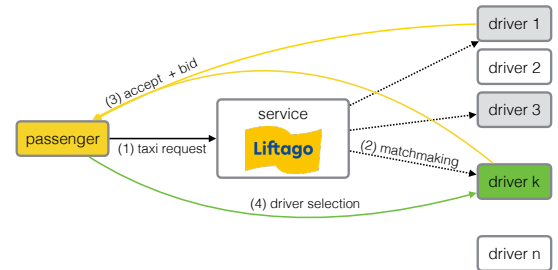 driver 1
(3) accept + bid
driver 2
service
driver 3
passenger
Liftago
(1) taxi request
(2) matchmaking
driver k
(4) driver selection
driver n